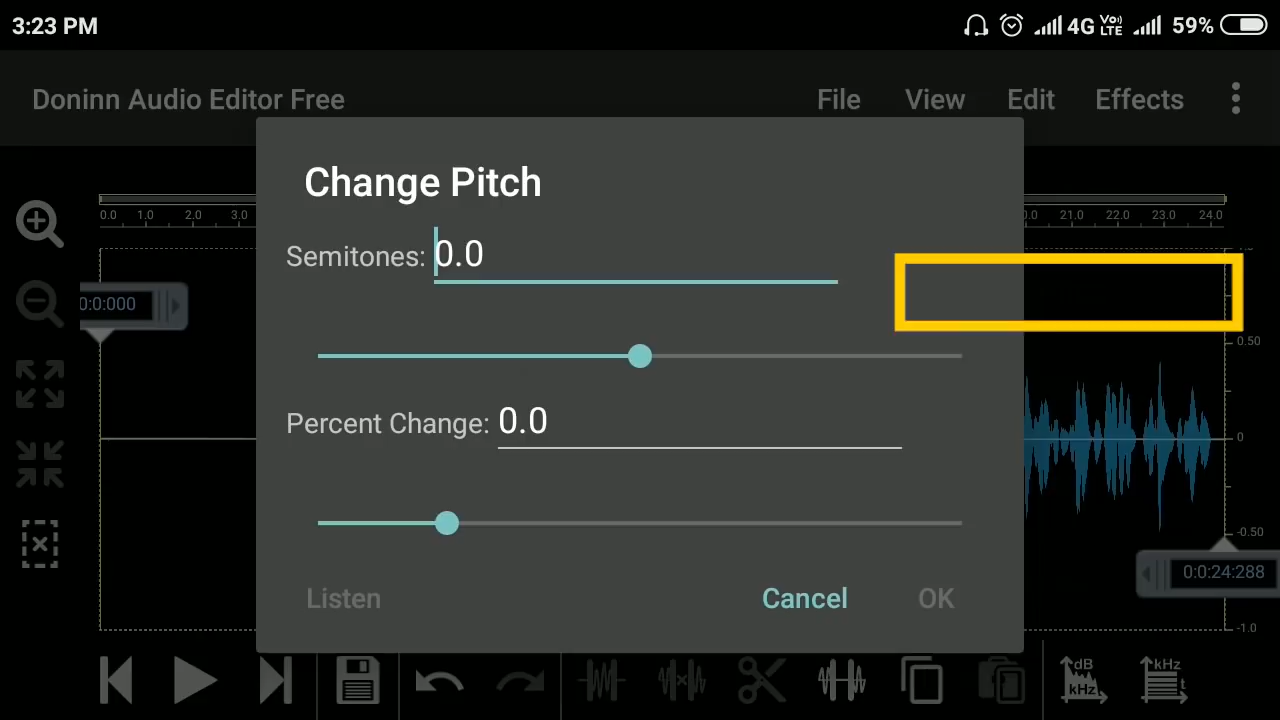 3:23 PM
4G Vo)) LTE 59%
Doninn Audio Editor Free
File View Edit Effects
Change Pitch
0.0 1.0 2.0 3.0
21.0 22.0 23.0 24.0
Semitones: 0.0
0:0:000
0.50
Percent Change: 0.0
0
-0.50
0:0:24:288
Listen Cancel OK
-1.0
dB
kHz
kHz
t